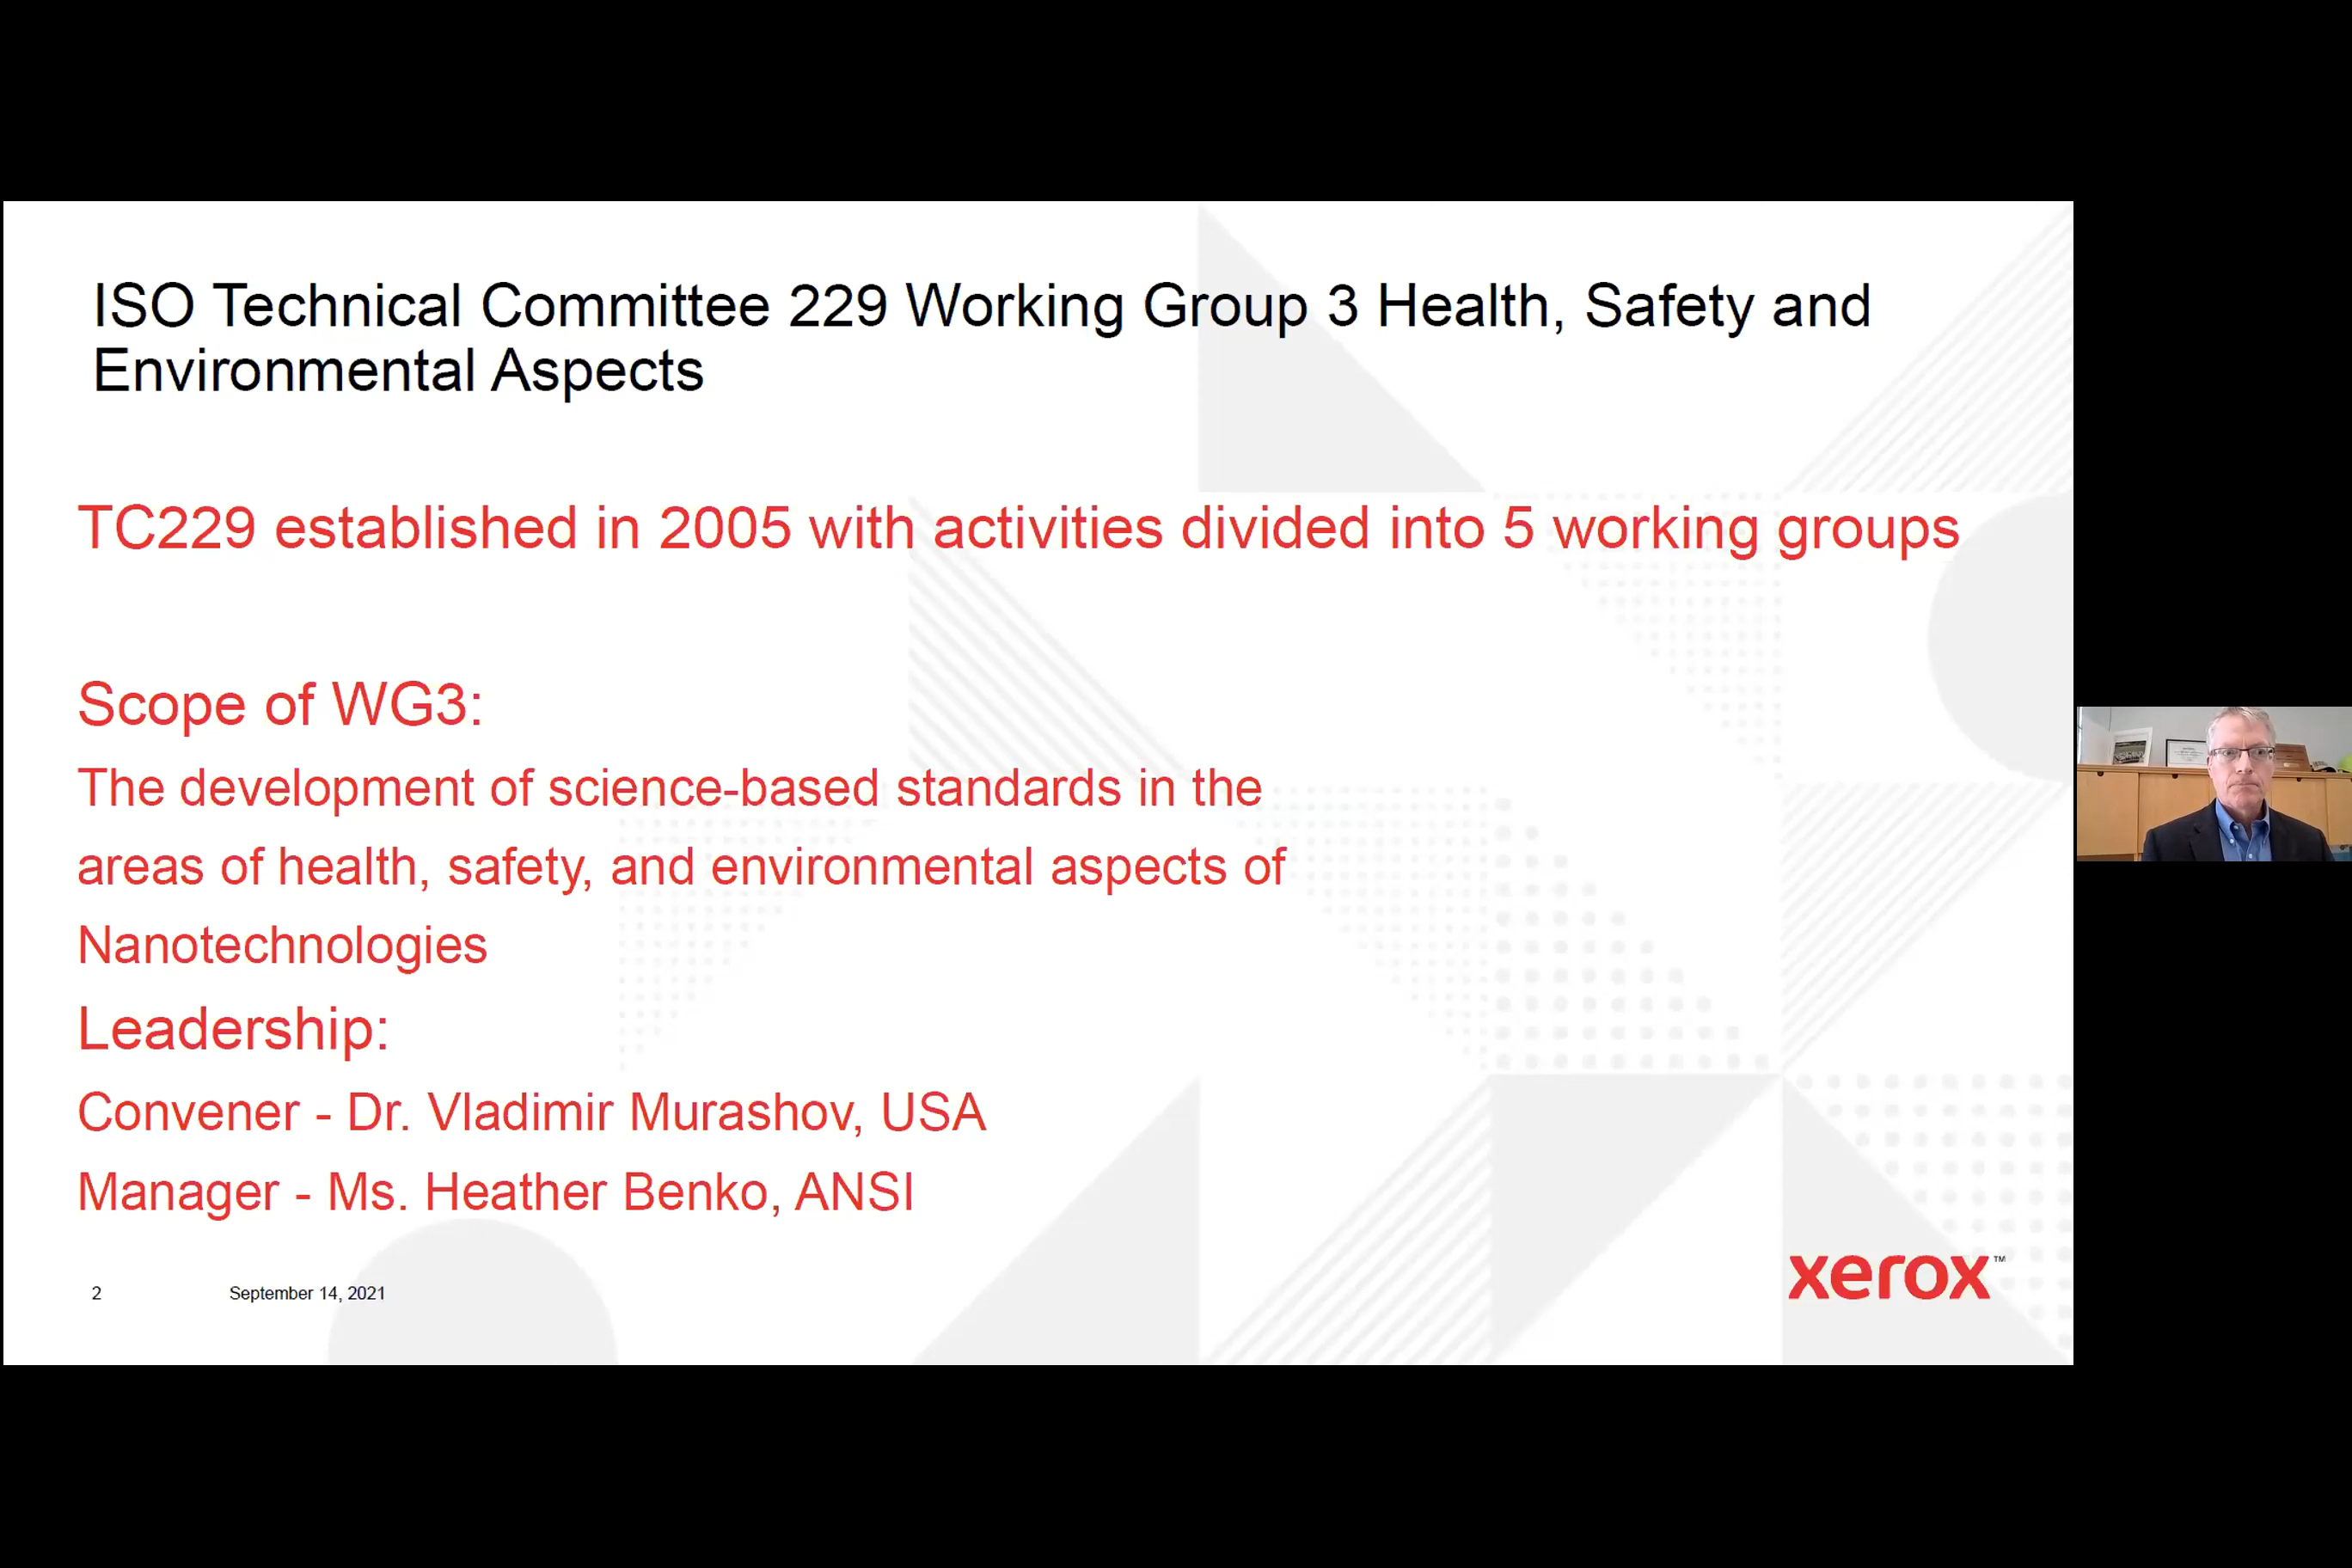 ISO Technical Committee 229 Working Group 3 Health, Safety and
Environmental Aspects
TC229 established in 2005 with activities divided into 5 working groups
Scope of WG3:
The development of science-based standards in the
areas of health, safety, and environmental aspects of
Nanotechnologies
Leadership:
Convener - Dr. Vladimir Murashov, USA
Manager - Ms. Heather Benko, ANSI
2 September 14, 2021
xerox™